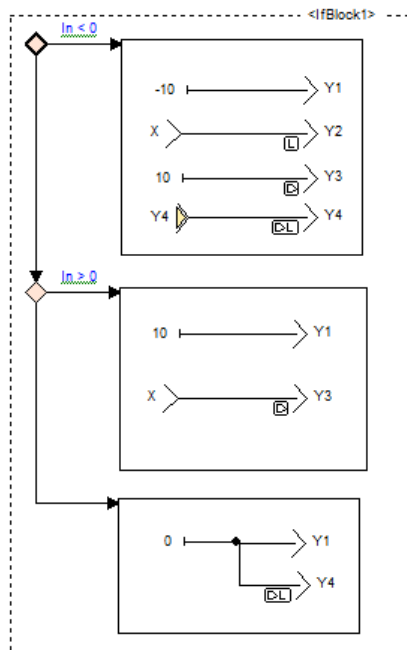 <IfBlock1>
In < 0
-10 Y1
X Y2
L
10 Y3
D
Y4 Y4
DL
In > 0
10 Y1
X Y3
D
0 Y1
Y4
DL